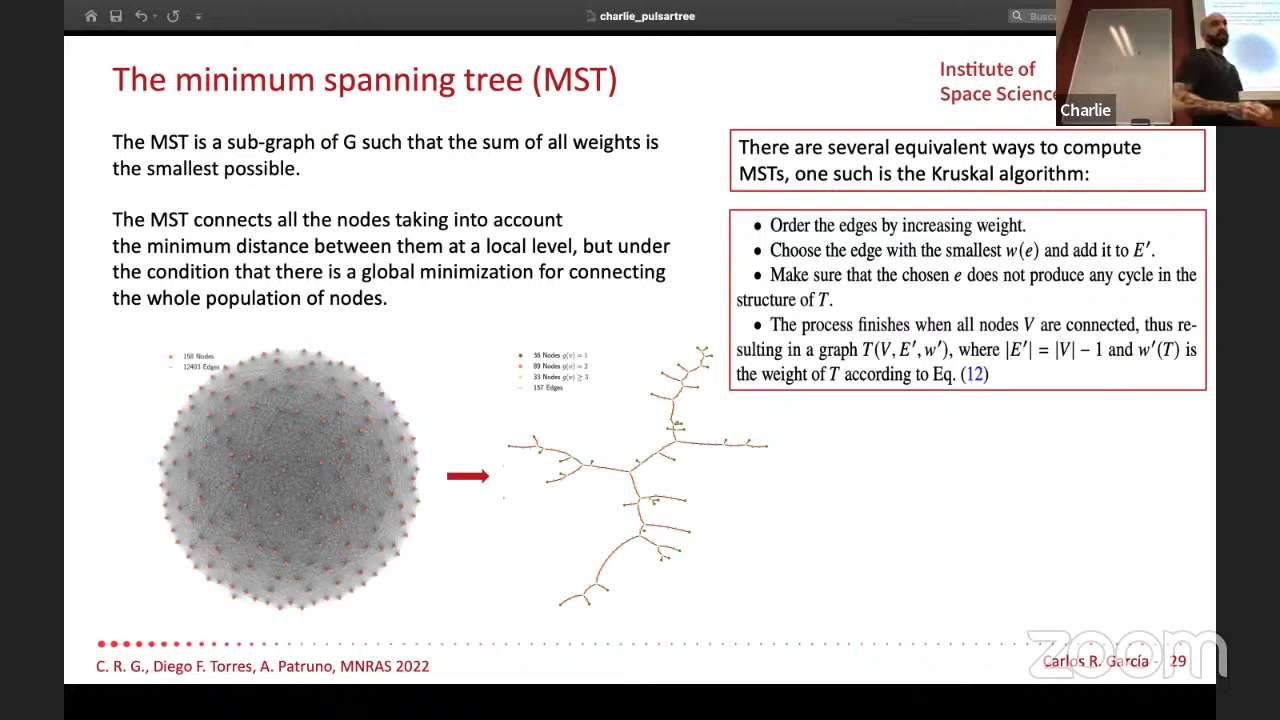 charlie_pulsartree
Busca
The minimum spanning tree (MST)
Institute of
Space Science
Charlie
The MST is a sub-graph of G such that the sum of all weights is
the smallest possible.
The MST connects all the nodes taking into account
the minimum distance between them at a local level, but under
the condition that there is a global minimization for connecting
the whole population of nodes.
There are several equivalent ways to compute
MSTs, one such is the Kruskal algorithm:
• Order the edges by increasing weight.
• Choose the edge with the smallest w(e) and add it to E′.
• Make sure that the chosen e does not produce any cycle in the
structure of T.
• The process finishes when all nodes V are connected, thus re-
sulting in a graph T(V, E′, w′), where |E′| = |V| − 1 and w′(T) is
the weight of T according to Eq. (12)
158 Nodes
12403 Edges
36 Nodes g(v) = 1
89 Nodes g(v) = 2
33 Nodes g(v) ≥ 3
157 Edges
C. R. G., Diego F. Torres, A. Patruno, MNRAS 2022
Carlos R. García - 29
zoom